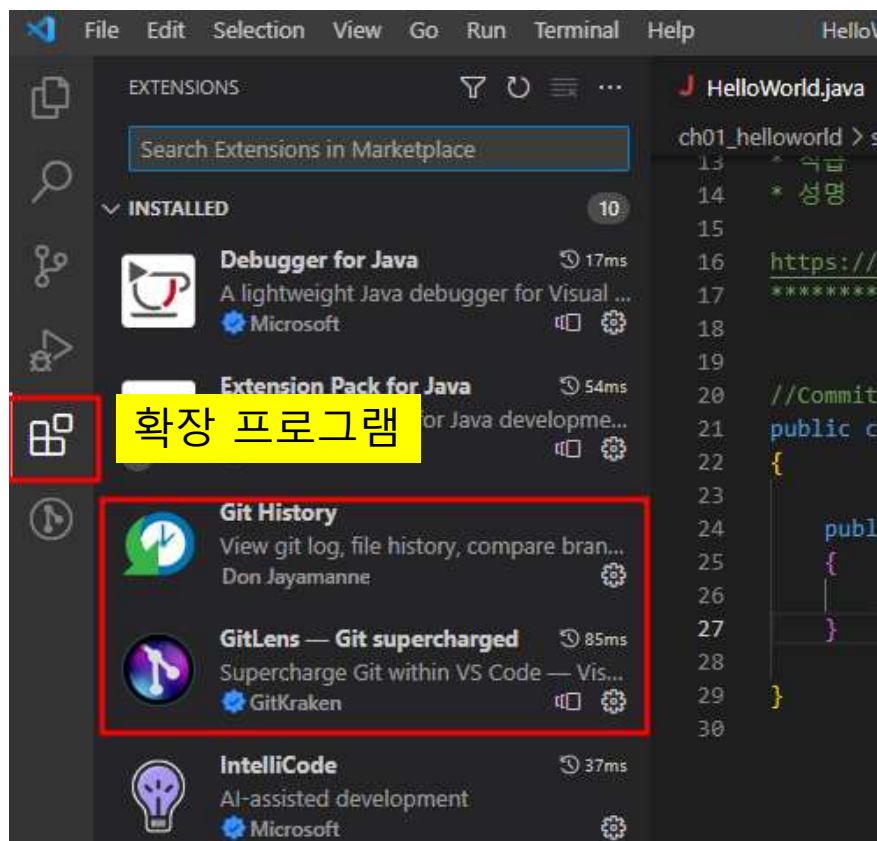 File Edit Selection View Go Run Terminal Help
EXTENSIONS
Search Extensions in Marketplace
INSTALLED 10
Debugger for Java 17ms
A lightweight Java debugger for Visual ...
Microsoft
Extension Pack for Java 54ms
for Java developme...
확장 프로그램
Git History
View git log, file history, compare bran...
Don Jayamanne
GitLens — Git supercharged 85ms
Supercharge Git within VS Code — Vis...
GitKraken
IntelliCode 37ms
AI-assisted development
Microsoft
J HelloWorld.java
ch01_helloworld > s
13 * 직급
14 * 성명
15
16 https://
17 ********
18
19
20 //Commit
21 public c
22 {
23
24 publ
25 {
26
27 }
28
29 }
30